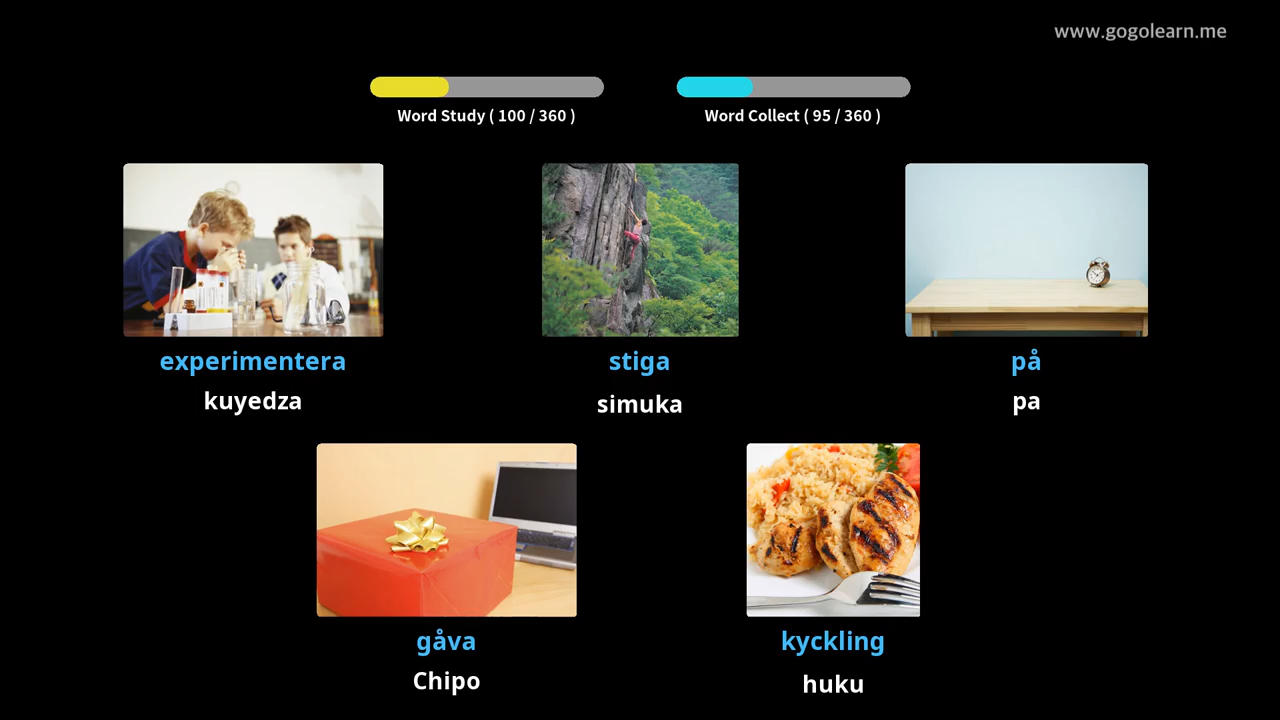 www.gogolearn.me
Word Study ( 100 / 360 )
Word Collect ( 95 / 360 )
experimentera
kuyedza
stiga
simuka
på
pa
gåva
Chipo
kyckling
huku